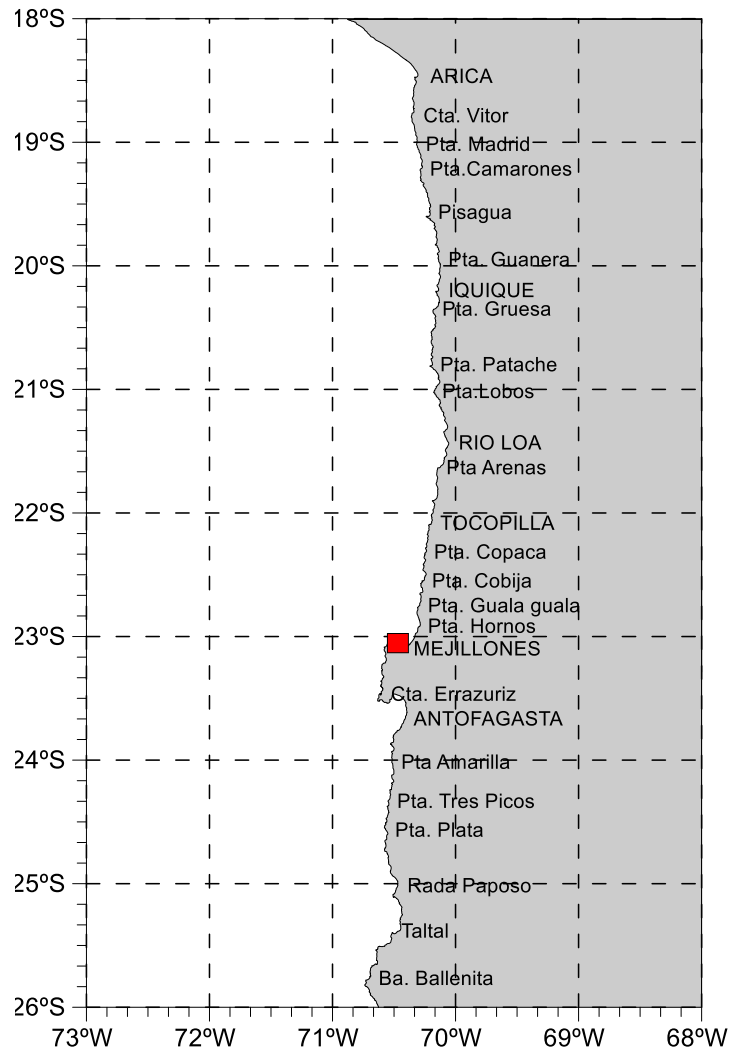 18ºS
ARICA
Cta. Vitor
19ºS
Pta. Madrid
Pta.Camarones
Pisagua
Pta. Guanera
20ºS
IQUIQUE
Pta. Gruesa
Pta. Patache
21ºS
Pta.Lobos
RIO LOA
Pta Arenas
22ºS
TOCOPILLA
Pta. Copaca
Pta. Cobija
Pta. Guala guala
Pta. Hornos
23ºS
MEJILLONES
Cta. Errazuriz
ANTOFAGASTA
24ºS
Pta Amarilla
Pta. Tres Picos
Pta. Plata
25ºS
Rada Paposo
Taltal
Ba. Ballenita
26ºS
73ºW 72ºW 71ºW 70ºW 69ºW 68ºW